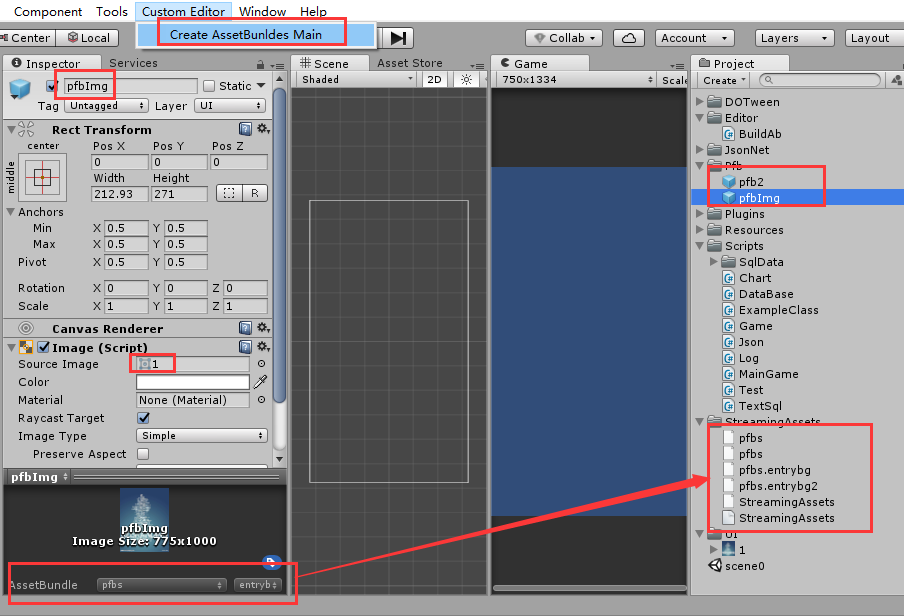 Component Tools Custom Editor Window Help
Create AssetBunldes Main
Center Local Collab Account Layers Layout
Inspector Services
pfbImg Static
Tag Untagged Layer UI
Rect Transform
center
middle
Pos X Pos Y Pos Z
0 0 0
Width Height
212.93 271 R
Anchors
Min X 0.5 Y 0.5
Max X 0.5 Y 0.5
Pivot X 0.5 Y 0.5
Rotation X 0 Y 0 Z 0
Scale X 1 Y 1 Z 1
Canvas Renderer
Image (Script)
Source Image 1
Color
Material None (Material)
Raycast Target
Image Type Simple
Preserve Aspect
pfbImg
pfbImg
Image Size: 775x1000
AssetBundle pfbs entryb
Scene Asset Store
Shaded 2D
Game
750x1334 Scale
Project
Create
DOTween
Editor
BuildAb
JsonNet
Pfb
pfb2
pfbImg
Plugins
Resources
Scripts
SqlData
Chart
DataBase
ExampleClass
Game
Json
Log
MainGame
Test
TextSql
StreamingAssets
pfbs
pfbs
pfbs.entrybg
pfbs.entrybg2
StreamingAssets
StreamingAssets
UI
1
scene0